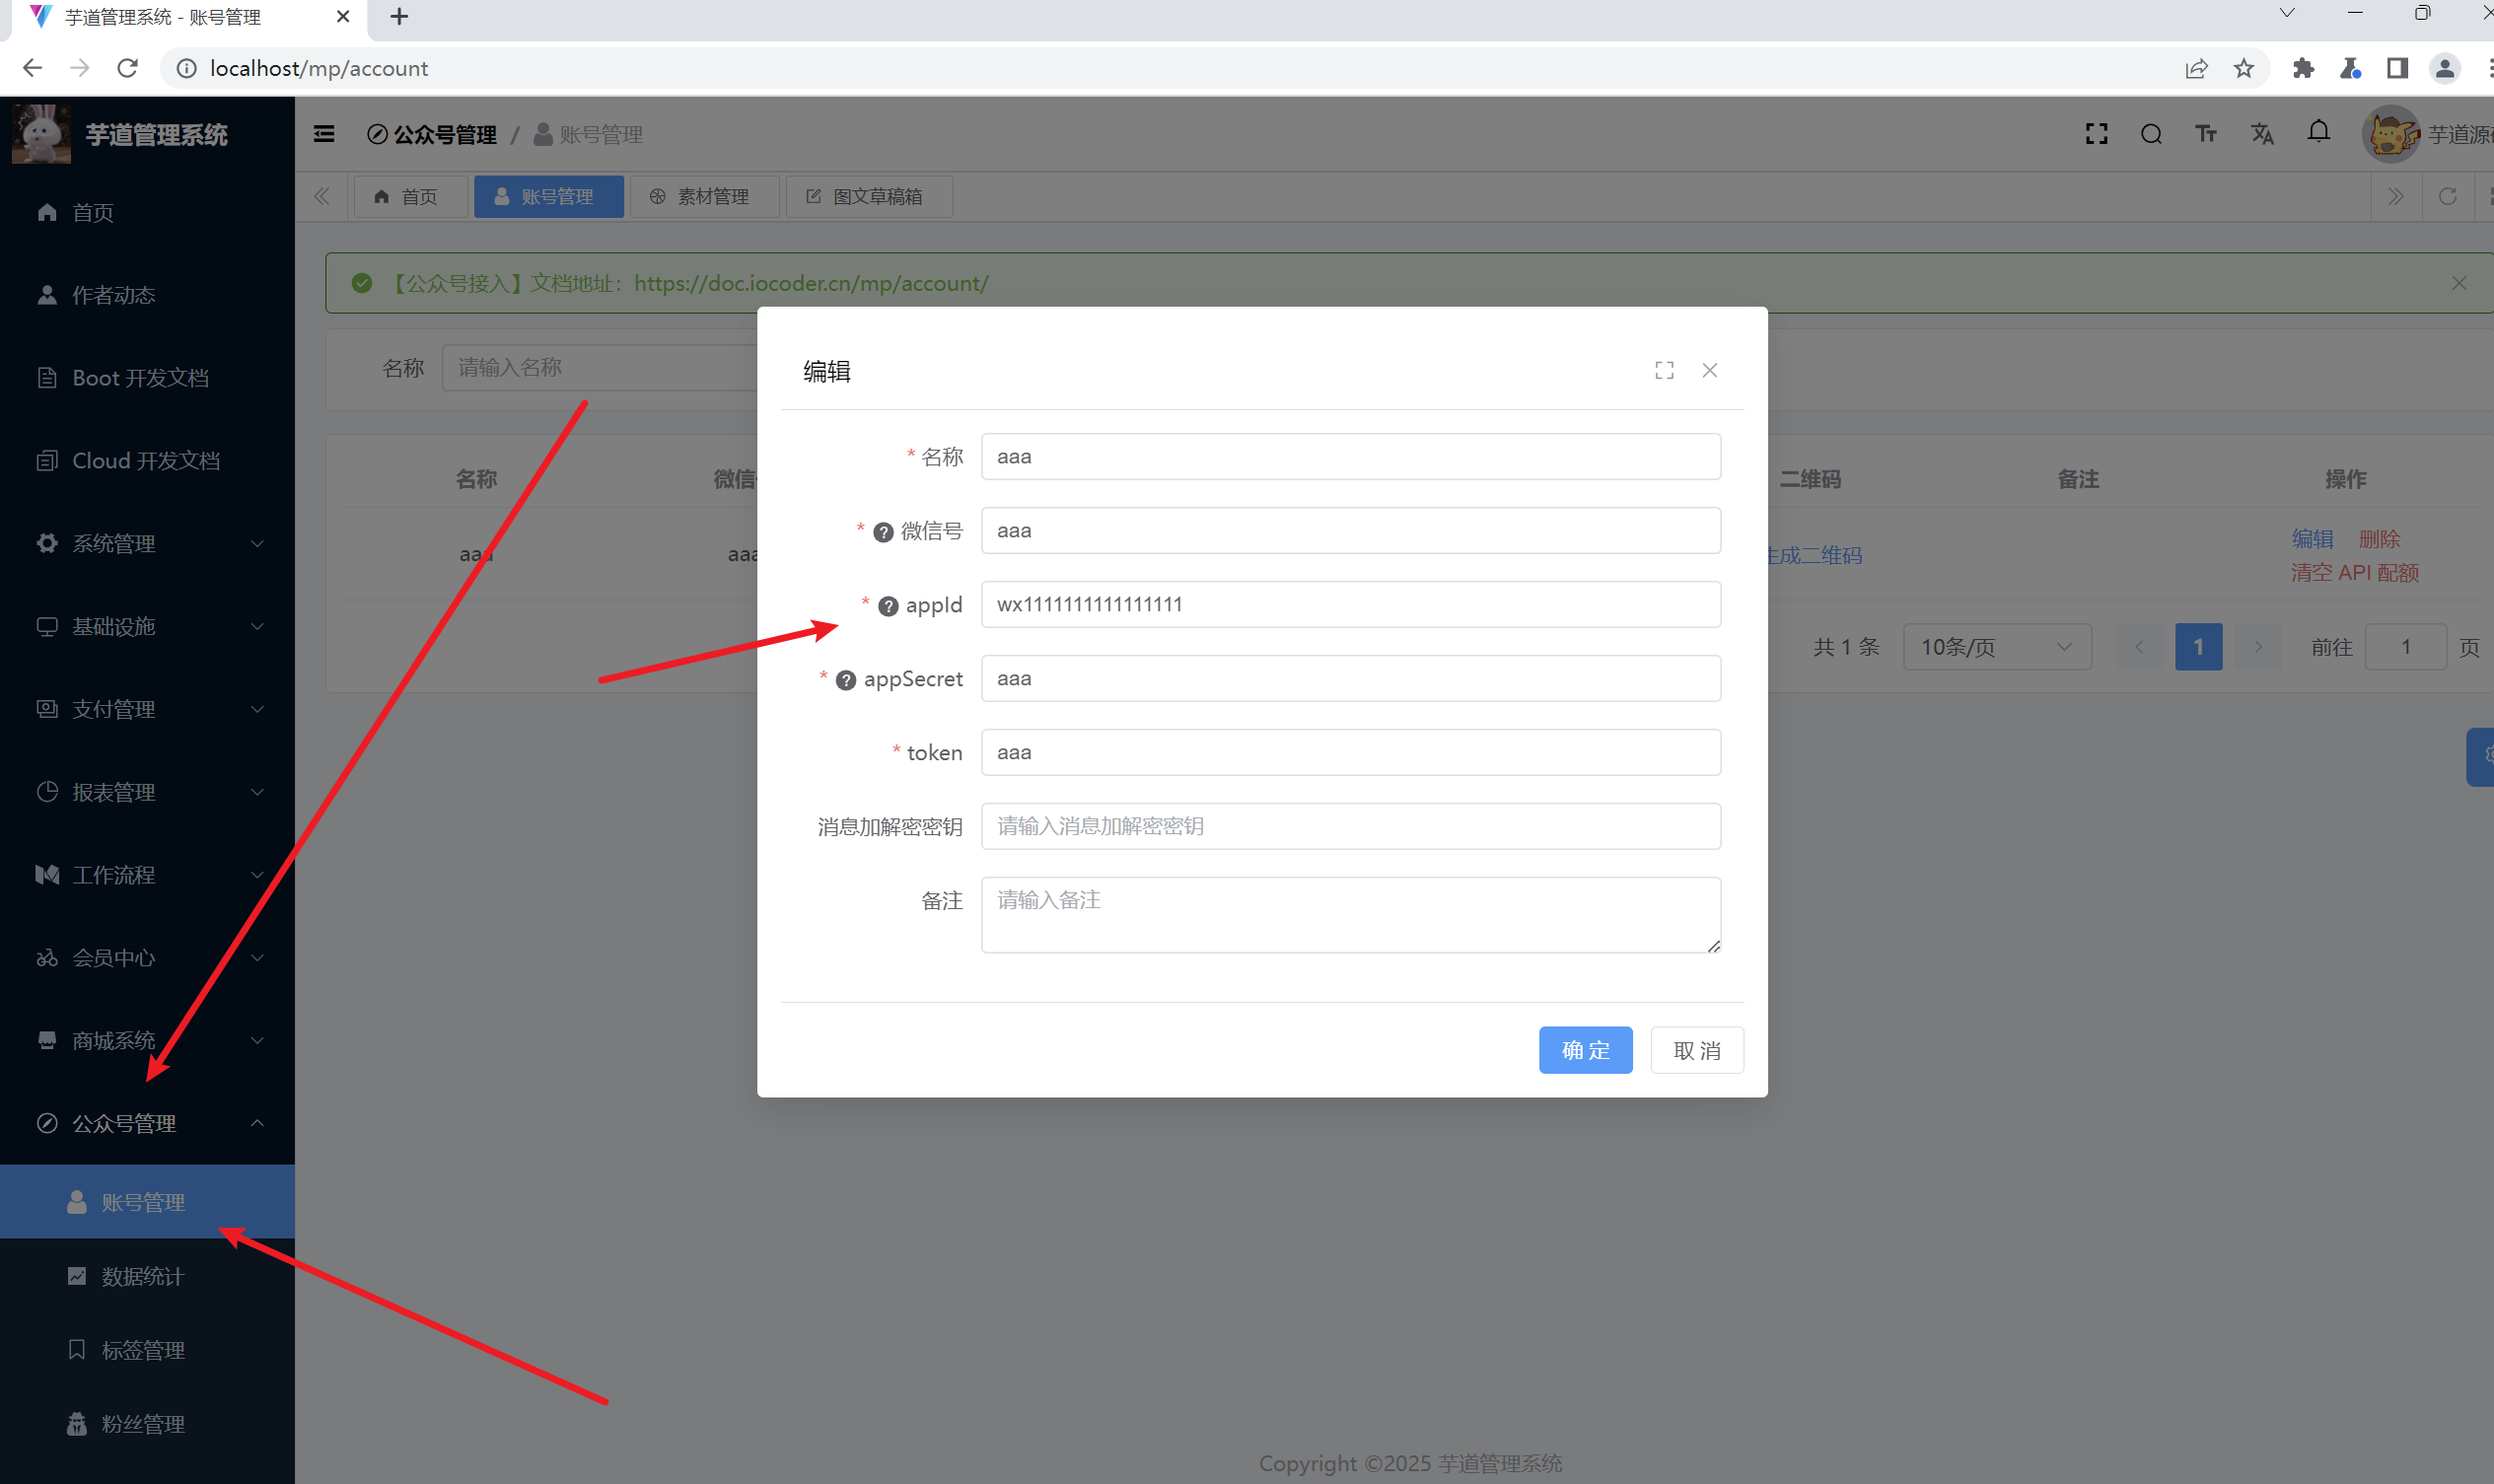 芋道管理系统 - 账号管理
localhost/mp/account
芋道管理系统
公众号管理 / 账号管理
首页
账号管理
素材管理
图文草稿箱
首页
作者动态
Boot 开发文档
Cloud 开发文档
系统管理
基础设施
支付管理
报表管理
工作流程
会员中心
商城系统
公众号管理
账号管理
数据统计
标签管理
粉丝管理
【公众号接入】文档地址：https://doc.iocoder.cn/mp/account/
名称
请输入名称
名称
微信
二维码
备注
操作
aaa
aaa
生成二维码
编辑 删除
清空 API 配额
共 1 条
10条/页
1
前往
1
页
编辑
* 名称
aaa
* 微信号
aaa
* appId
wx1111111111111111
* appSecret
aaa
* token
aaa
消息加解密密钥
请输入消息加解密密钥
备注
请输入备注
确 定
取 消
Copyright ©2025 芋道管理系统